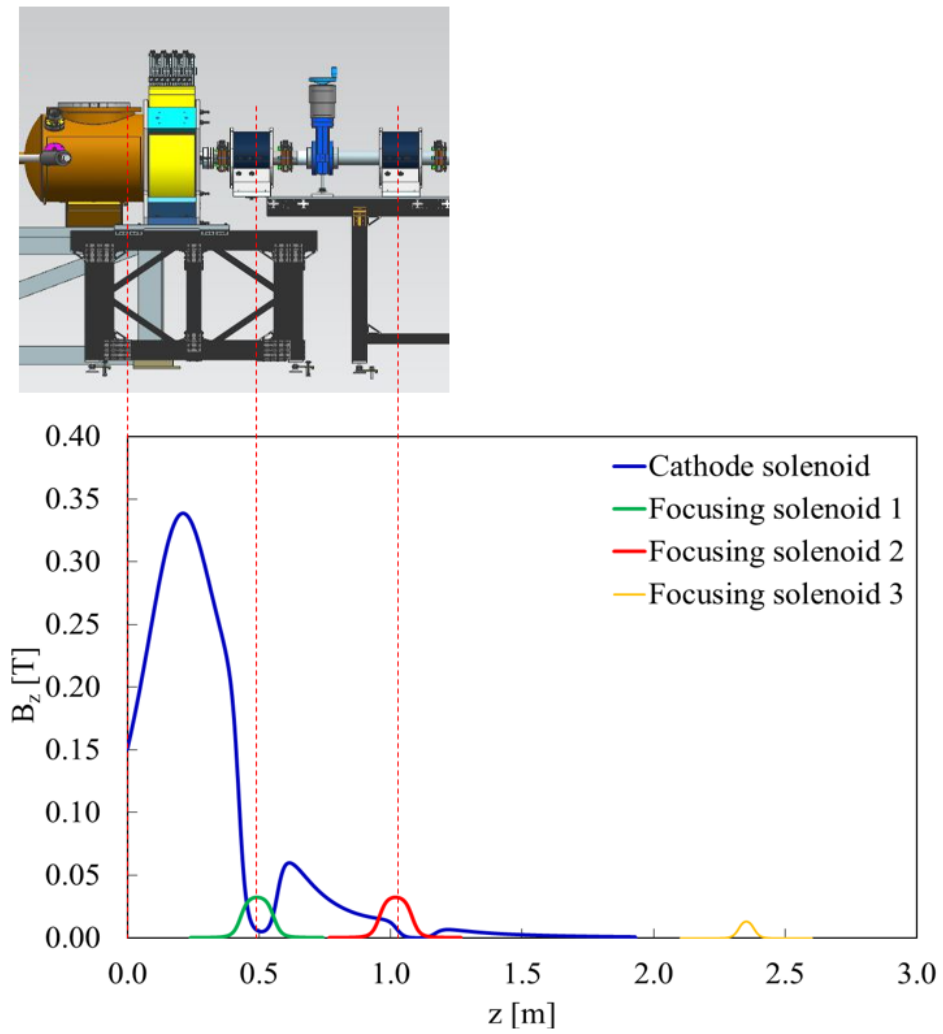 0.40
0.35
0.30
0.25
0.20
0.15
0.10
0.05
0.00
B_z [T]
Cathode solenoid
Focusing solenoid 1
Focusing solenoid 2
Focusing solenoid 3
0.0 0.5 1.0 1.5 2.0 2.5 3.0
z [m]